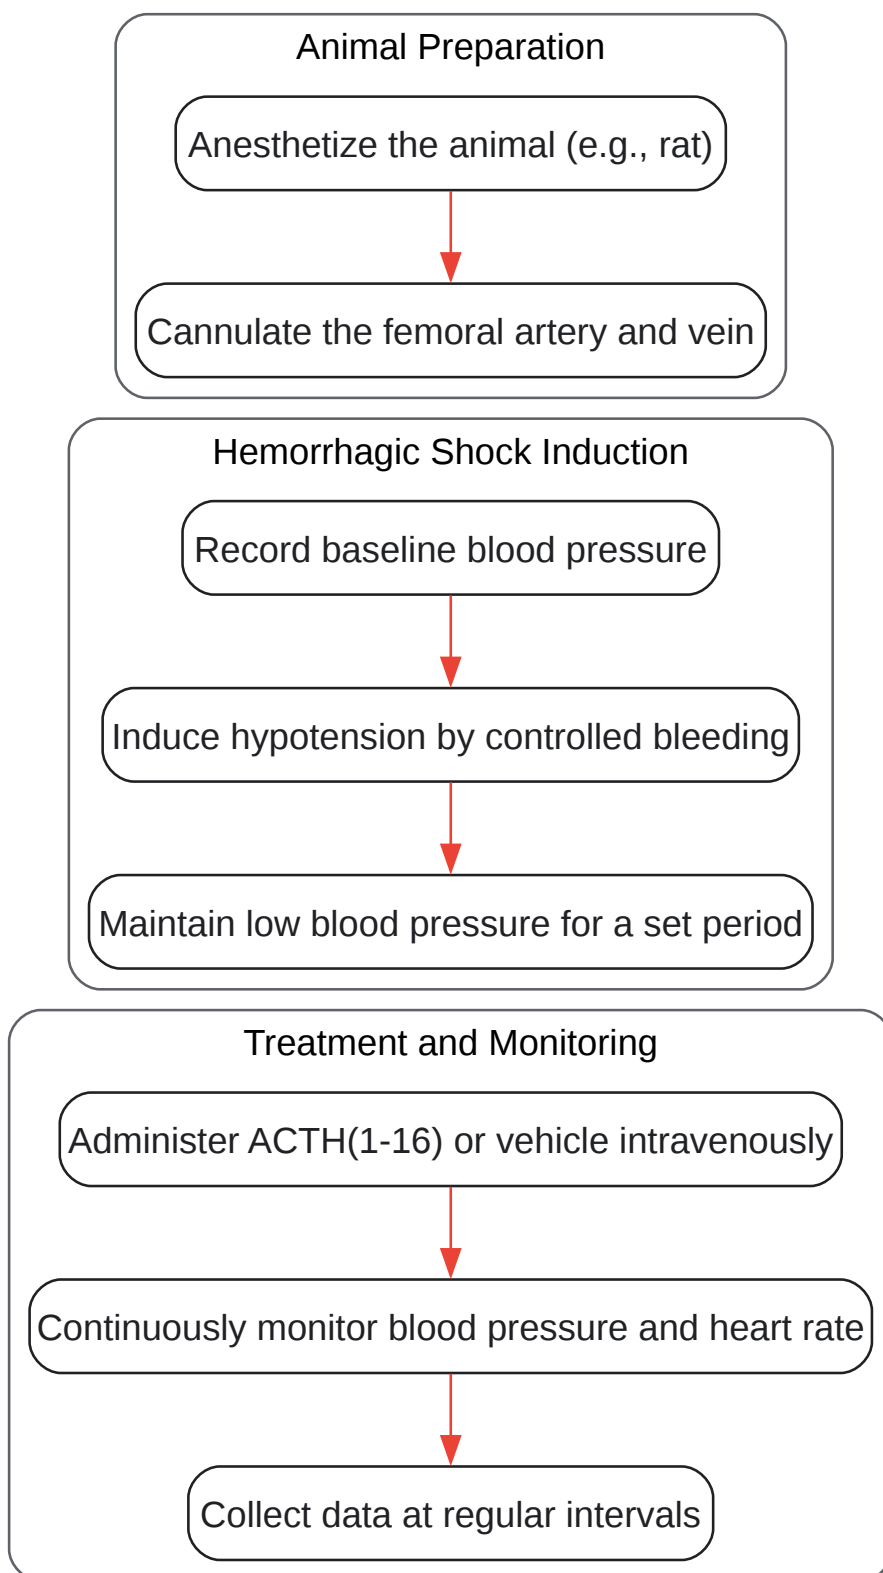 Animal Preparation
Anesthetize the animal (e.g., rat)
Cannulate the femoral artery and vein
Hemorrhagic Shock Induction
Record baseline blood pressure
Induce hypotension by controlled bleeding
Maintain low blood pressure for a set period
Treatment and Monitoring
Administer ACTH(1-16) or vehicle intravenously
Continuously monitor blood pressure and heart rate
Collect data at regular intervals